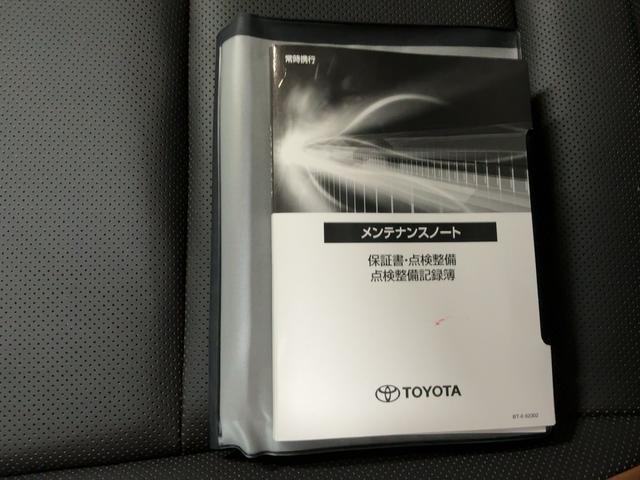 常時携行
メンテナンスノート
保証書・点検整備
点検整備記録簿
TOYOTA